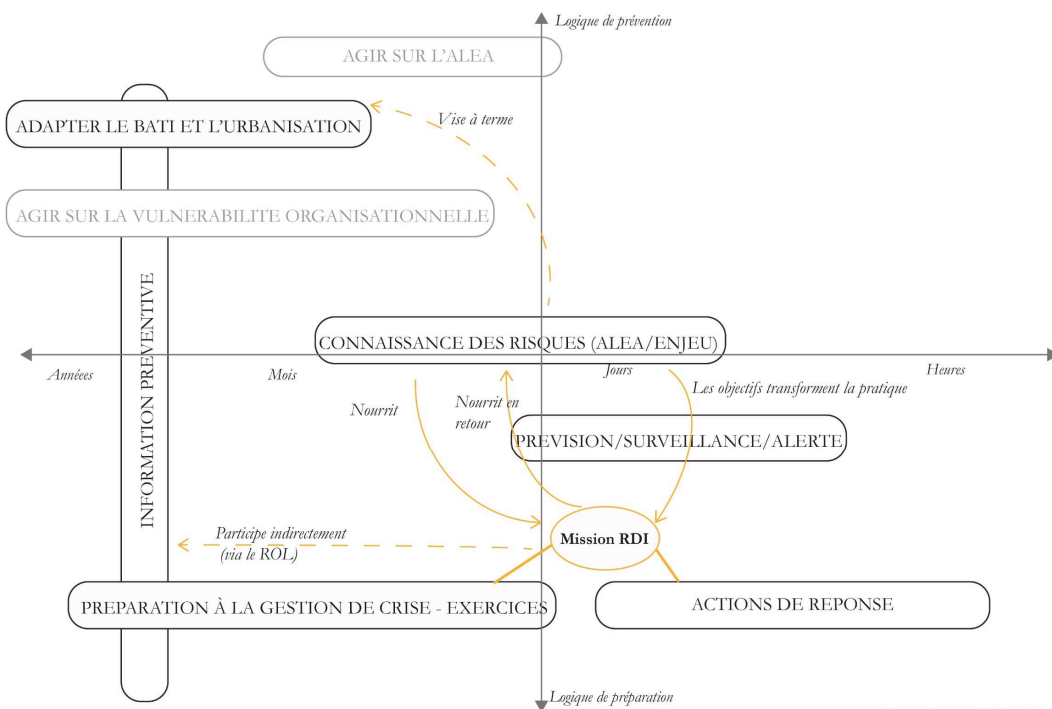 Logique de prévention
AGIR SUR L'ALEA
ADAPTER LE BATI ET L'URBANISATION
Vise à terme
AGIR SUR LA VULNERABILITE ORGANISATIONNELLE
INFORMATION PREVENTIVE
CONNAISSANCE DES RISQUES (ALEA/ENJEU)
Annéees
Mois
Jours
Heures
Nourrit
Nourrit en
retour
Les objectifs transforment la pratique
PREVISION/SURVEILLANCE/ALERTE
Participe indirectement
(via le ROL)
Mission RDI
PREPARATION À LA GESTION DE CRISE - EXERCICES
ACTIONS DE REPONSE
Logique de préparation